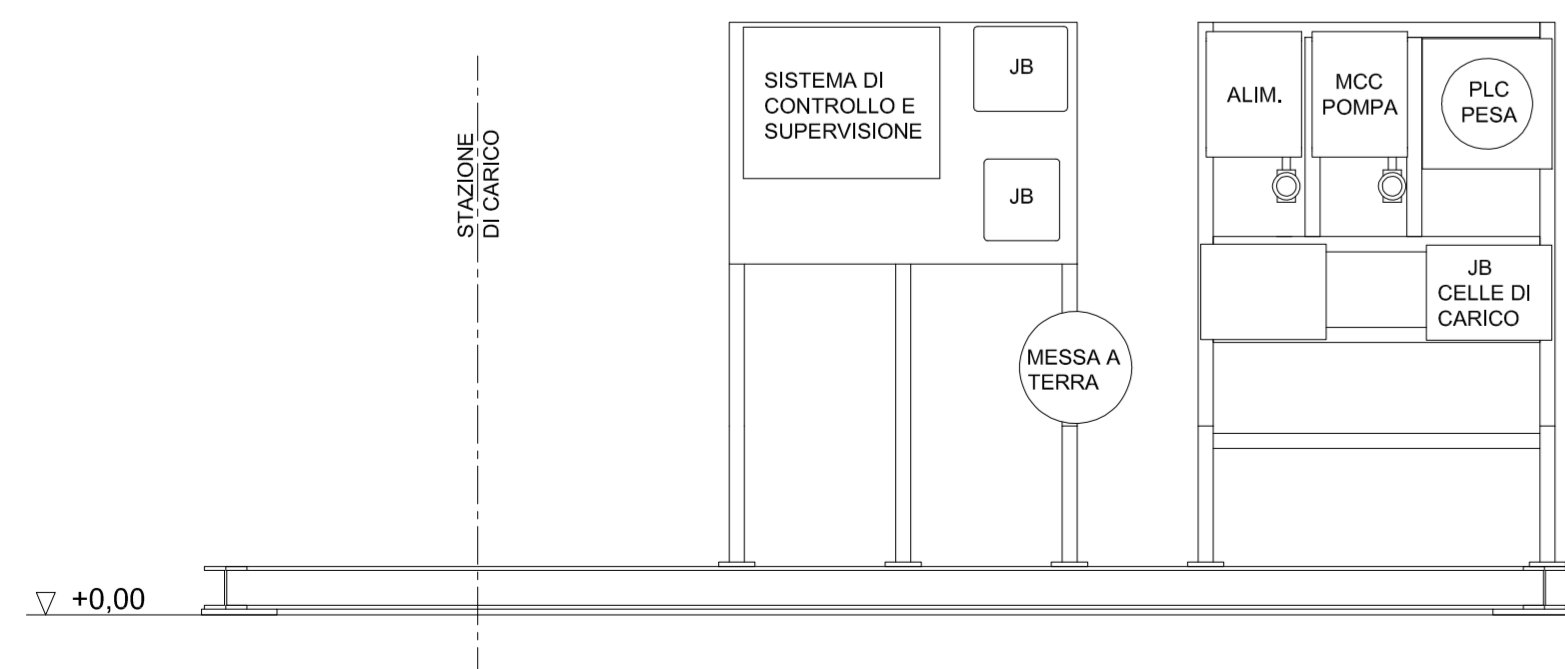 STAZIONE
DI CARICO
SISTEMA DI
CONTROLLO E
SUPERVISIONE
JB
JB
MESSA A
TERRA
ALIM.
MCC
POMPA
PLC
PESA
JB
CELLE DI
CARICO
+0,00